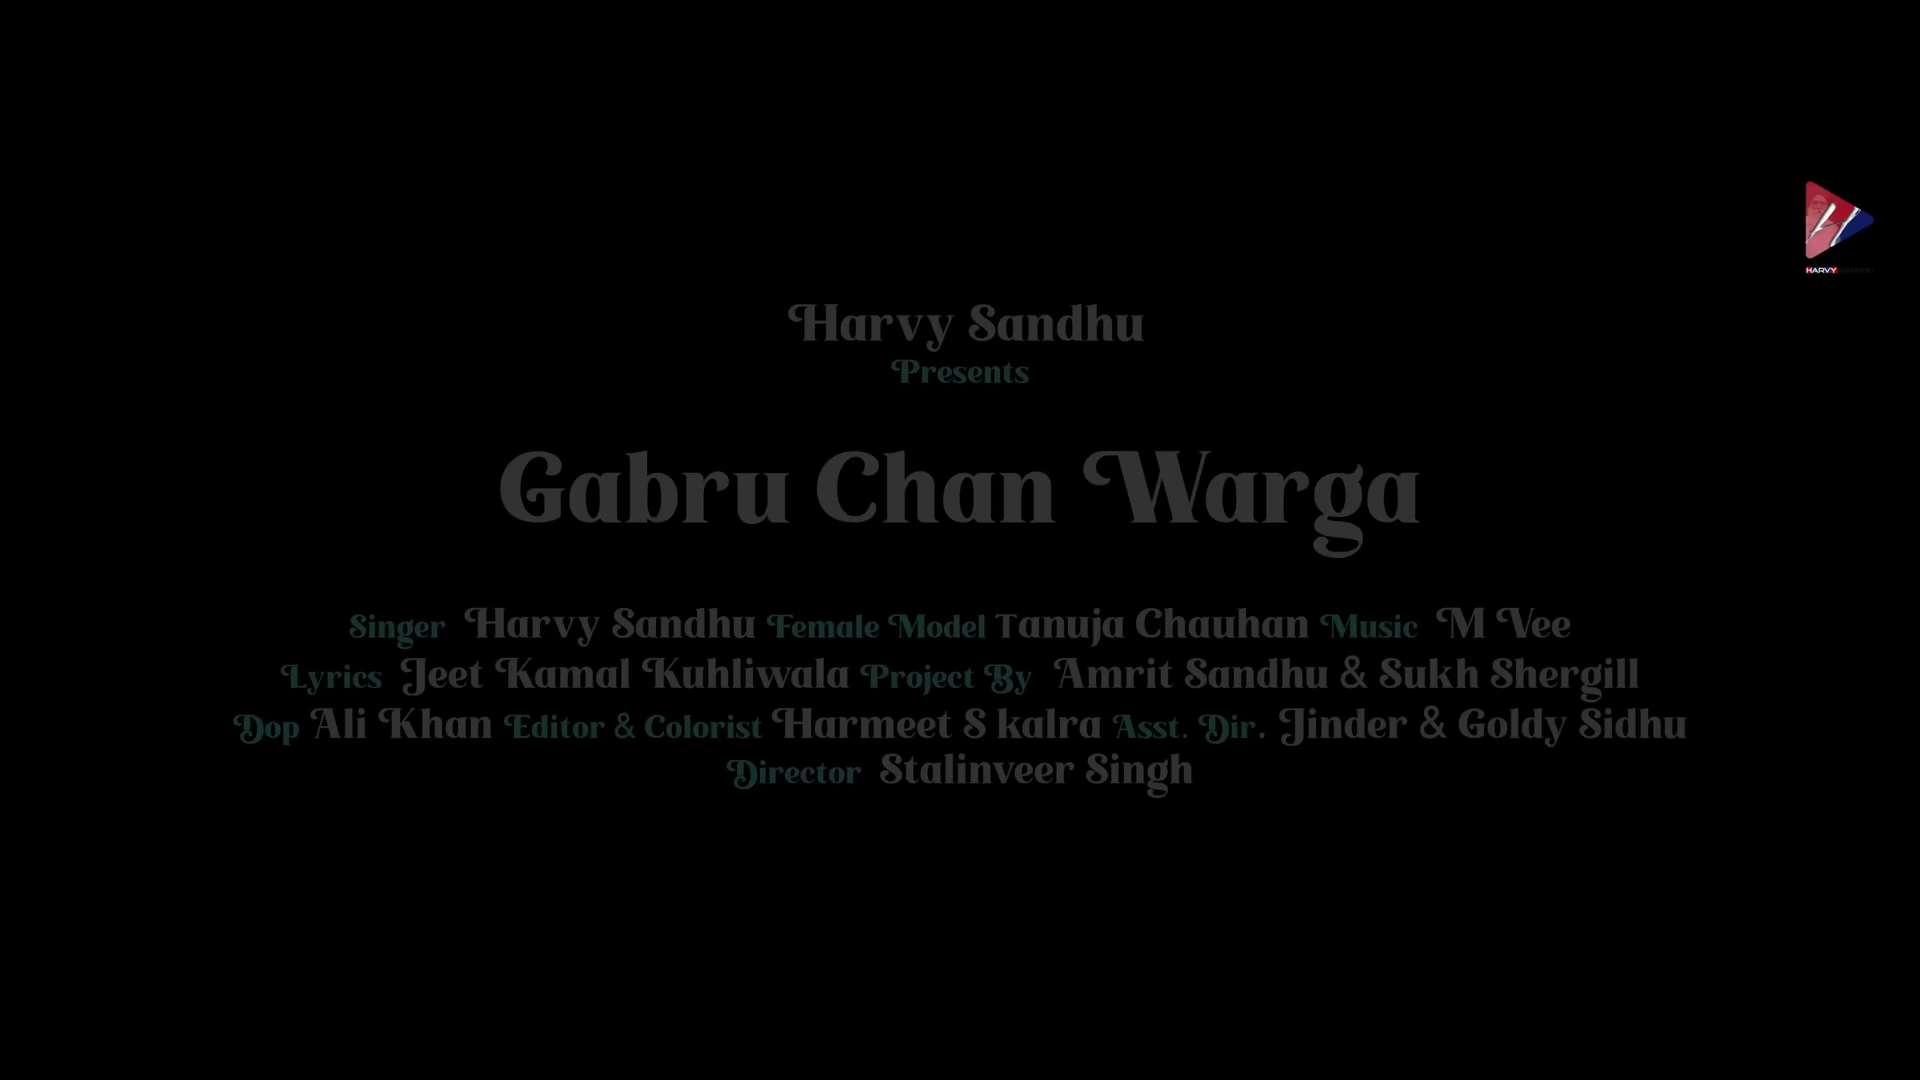 HARVY SANDHU
Harvy Sandhu
Presents
Gabru Chan Warga
Singer Harvy Sandhu Female Model Tanuja Chauhan Music M Vee
Lyrics Jeet Kamal Kuhliwala Project By Amrit Sandhu & Sukh Shergill
Dop Ali Khan Editor & Colorist Harmeet S kalra Asst. Dir. Jinder & Goldy Sidhu
Director Stalinveer Singh